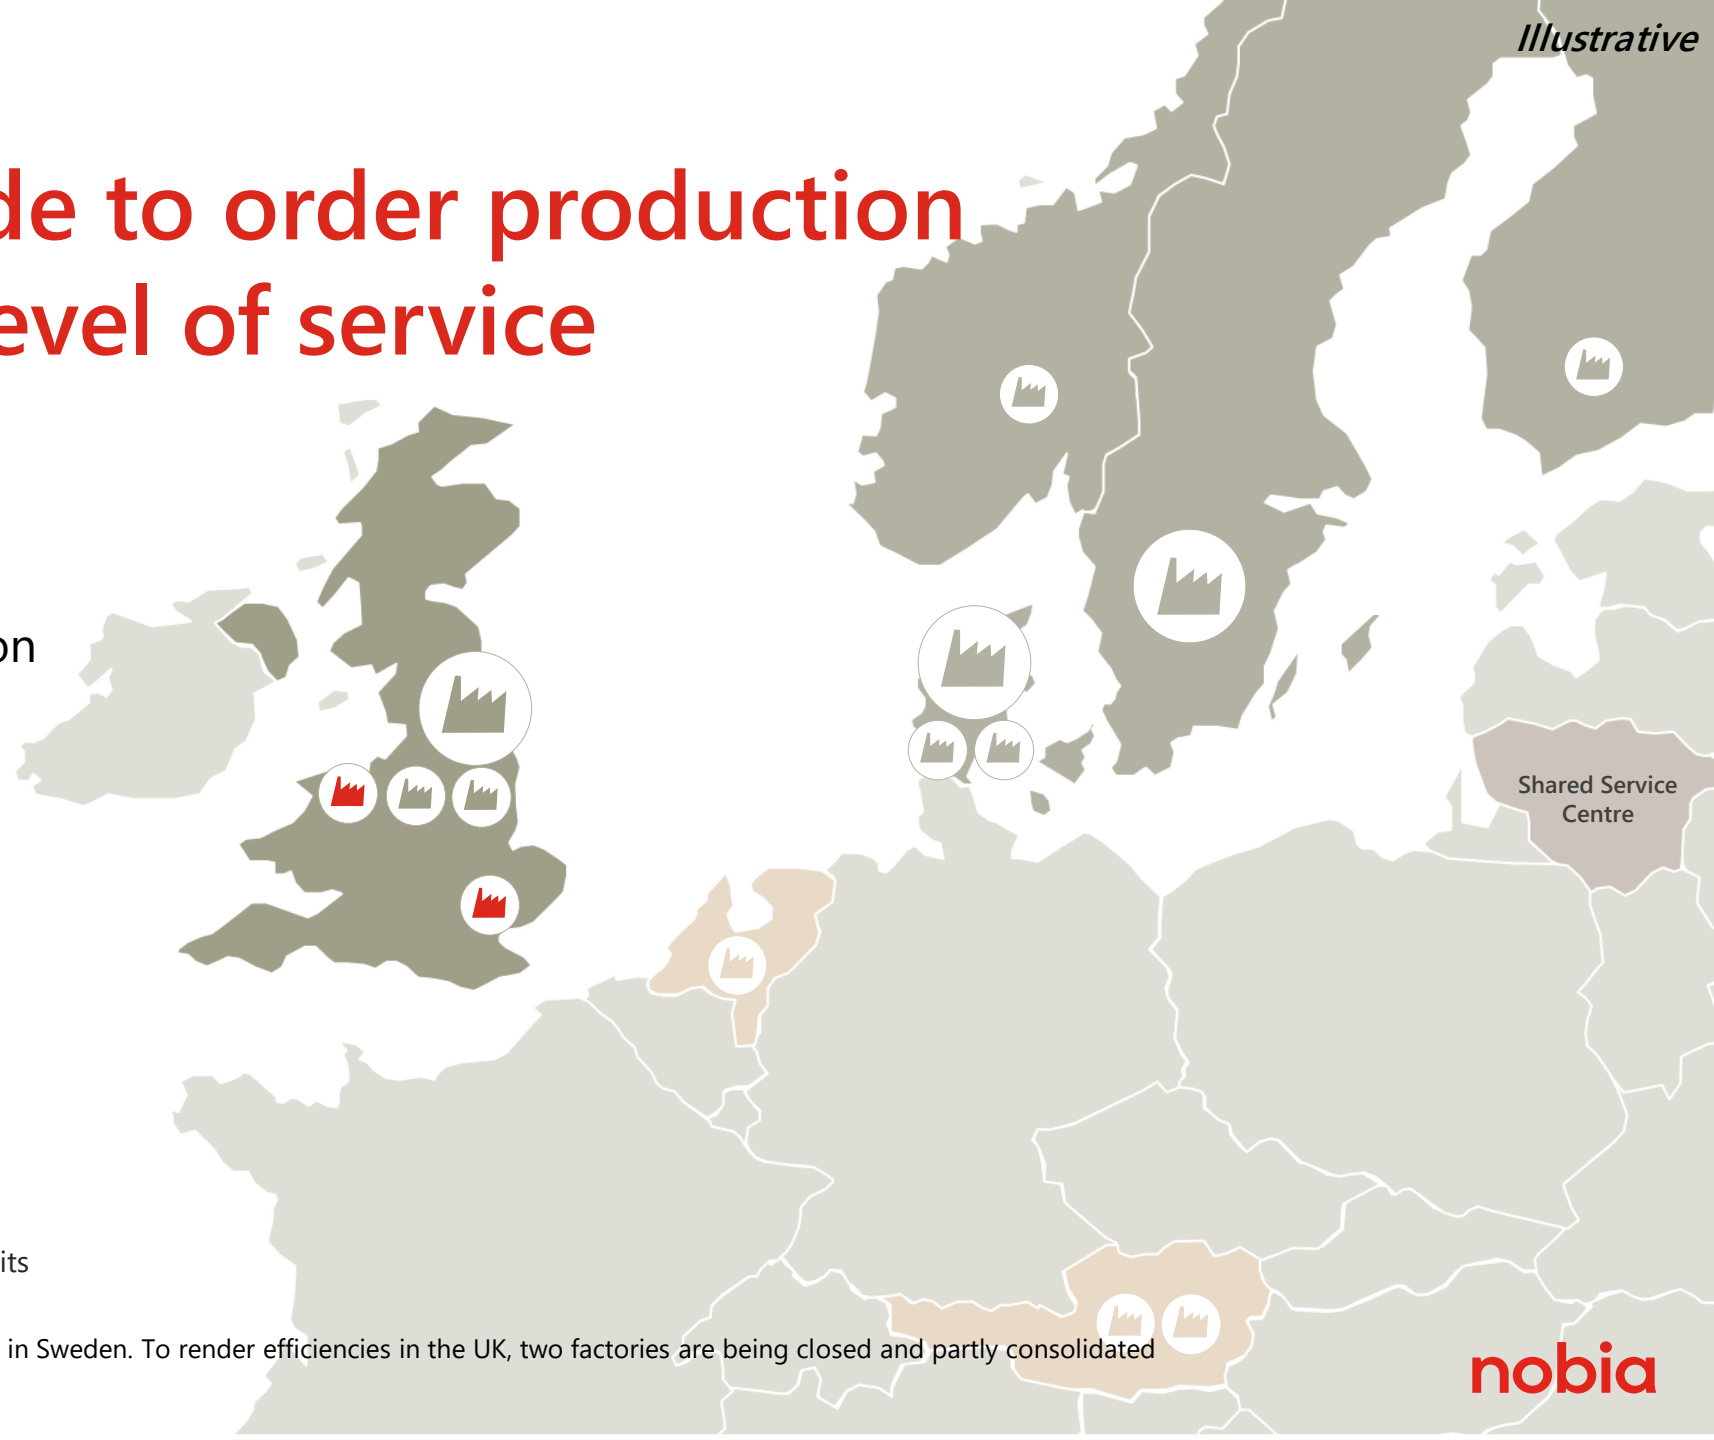 Illustrative
de to order production
evel of service
on
Shared Service
Centre
its
in Sweden. To render efficiencies in the UK, two factories are being closed and partly consolidated
nobia